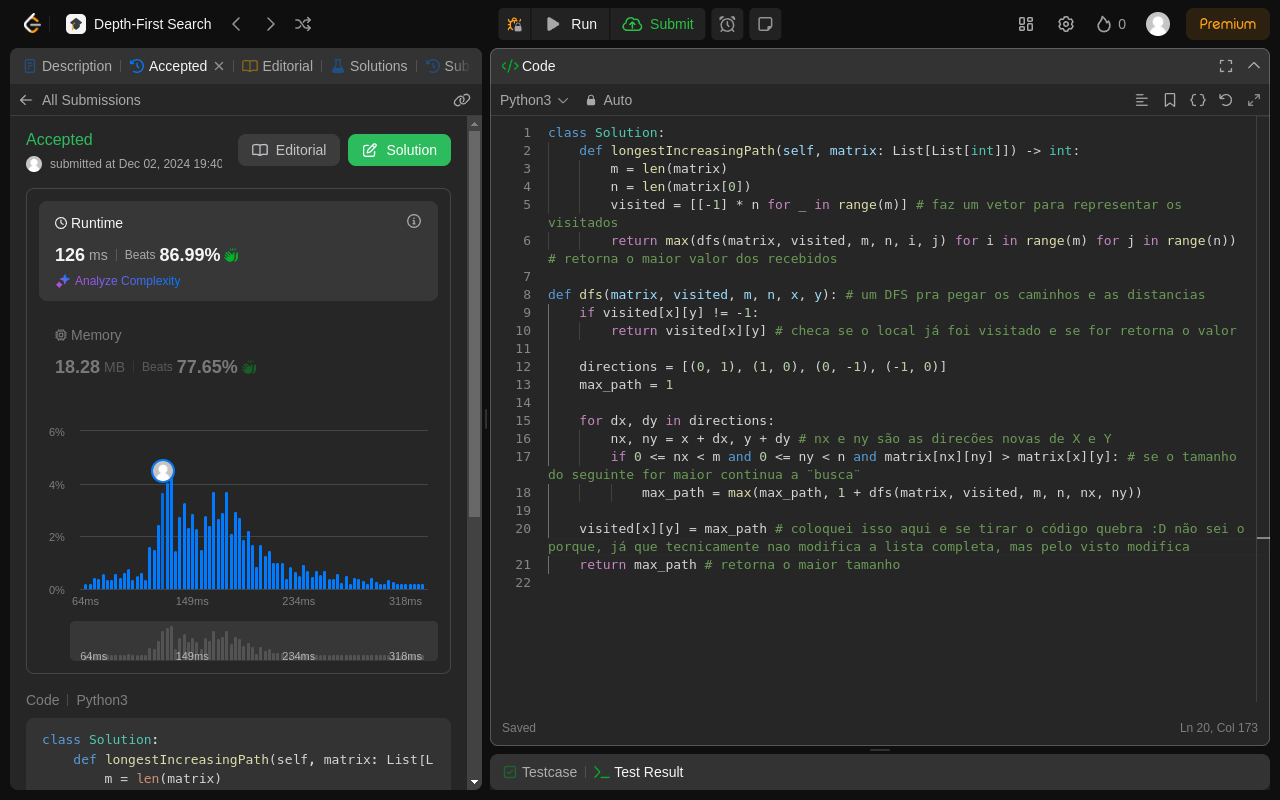 Depth-First Search
Run
Submit
0
Premium
Description
Accepted
Editorial
Solutions
Sub
All Submissions
Accepted
submitted at Dec 02, 2024 19:40
Editorial
Solution
Runtime
126 ms | Beats 86.99%
Analyze Complexity
Memory
18.28 MB | Beats 77.65%
6%
4%
2%
0%
64ms 149ms 234ms 318ms
64ms 149ms 234ms 318ms
Code | Python3
class Solution:
def longestIncreasingPath(self, matrix: List[L
m = len(matrix)
Code
Python3
Auto
1 class Solution:
2 def longestIncreasingPath(self, matrix: List[List[int]]) -> int:
3 m = len(matrix)
4 n = len(matrix[0])
5 visited = [[-1] * n for _ in range(m)] # faz um vetor para representar os
visitados
6 return max(dfs(matrix, visited, m, n, i, j) for i in range(m) for j in range(n))
# retorna o maior valor dos recebidos
7
8 def dfs(matrix, visited, m, n, x, y): # um DFS pra pegar os caminhos e as distancias
9 if visited[x][y] != -1:
10 return visited[x][y] # checa se o local já foi visitado e se for retorna o valor
11
12 directions = [(0, 1), (1, 0), (0, -1), (-1, 0)]
13 max_path = 1
14
15 for dx, dy in directions:
16 nx, ny = x + dx, y + dy # nx e ny são as direcões novas de X e Y
17 if 0 <= nx < m and 0 <= ny < n and matrix[nx][ny] > matrix[x][y]: # se o tamanho
do seguinte for maior continua a ¨busca¨
18 max_path = max(max_path, 1 + dfs(matrix, visited, m, n, nx, ny))
19
20 visited[x][y] = max_path # coloquei isso aqui e se tirar o código quebra :D não sei o
porque, já que tecnicamente nao modifica a lista completa, mas pelo visto modifica
21 return max_path # retorna o maior tamanho
22
Saved
Ln 20, Col 173
Testcase
Test Result